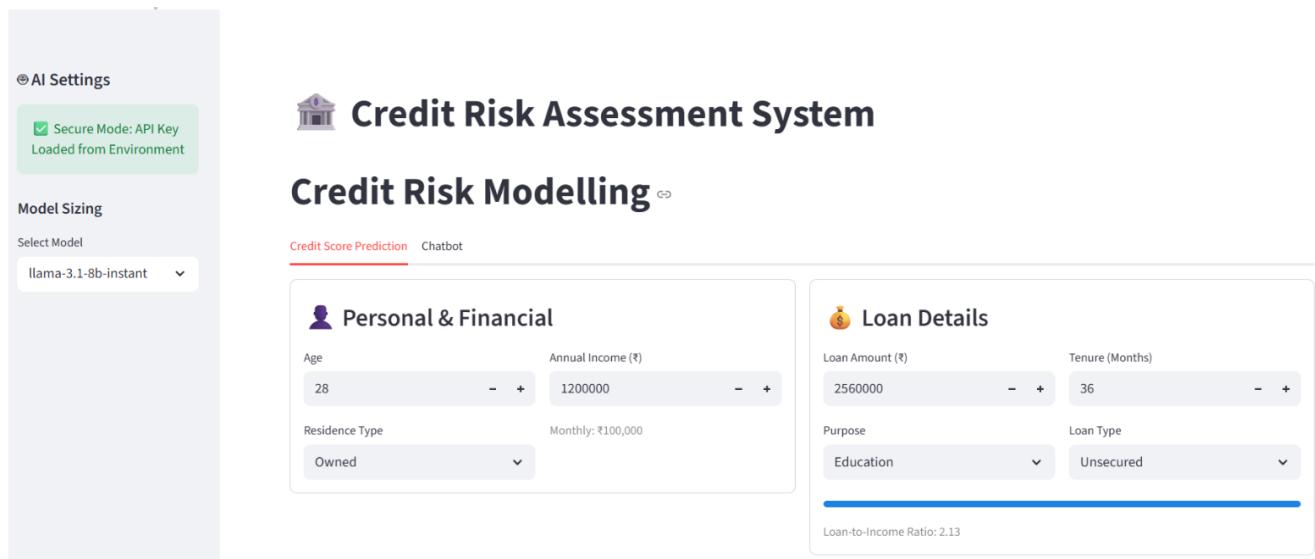 AI Settings
Secure Mode: API Key
Loaded from Environment
Model Sizing
Select Model
llama-3.1-8b-instant
Credit Risk Assessment System
Credit Risk Modelling
Credit Score Prediction
Chatbot
Personal & Financial
Age
Annual Income (₹)
28
1200000
Residence Type
Monthly: ₹100,000
Owned
Loan Details
Loan Amount (₹)
Tenure (Months)
2560000
36
Purpose
Loan Type
Education
Unsecured
Loan-to-Income Ratio: 2.13